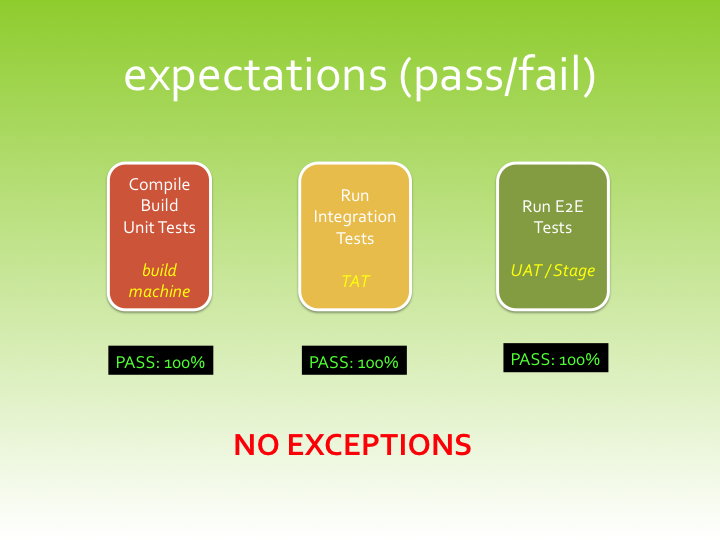 expectations (pass/fail)
Compile
Build
Unit Tests
build
machine
Run
Integration
Tests
TAT
Run E2E
Tests
UAT / Stage
PASS: 100%
PASS: 100%
PASS: 100%
NO EXCEPTIONS